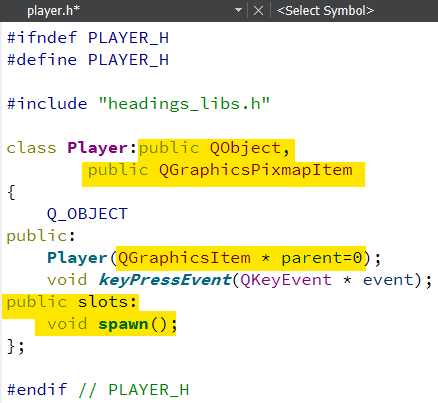 player.h* <Select Symbol>
#ifndef PLAYER_H
#define PLAYER_H
#include "headings_libs.h"
class Player:public QObject,
public QGraphicsPixmapItem
{
Q_OBJECT
public:
Player(QGraphicsItem * parent=0);
void keyPressEvent(QKeyEvent * event);
public slots:
void spawn();
};
#endif // PLAYER_H